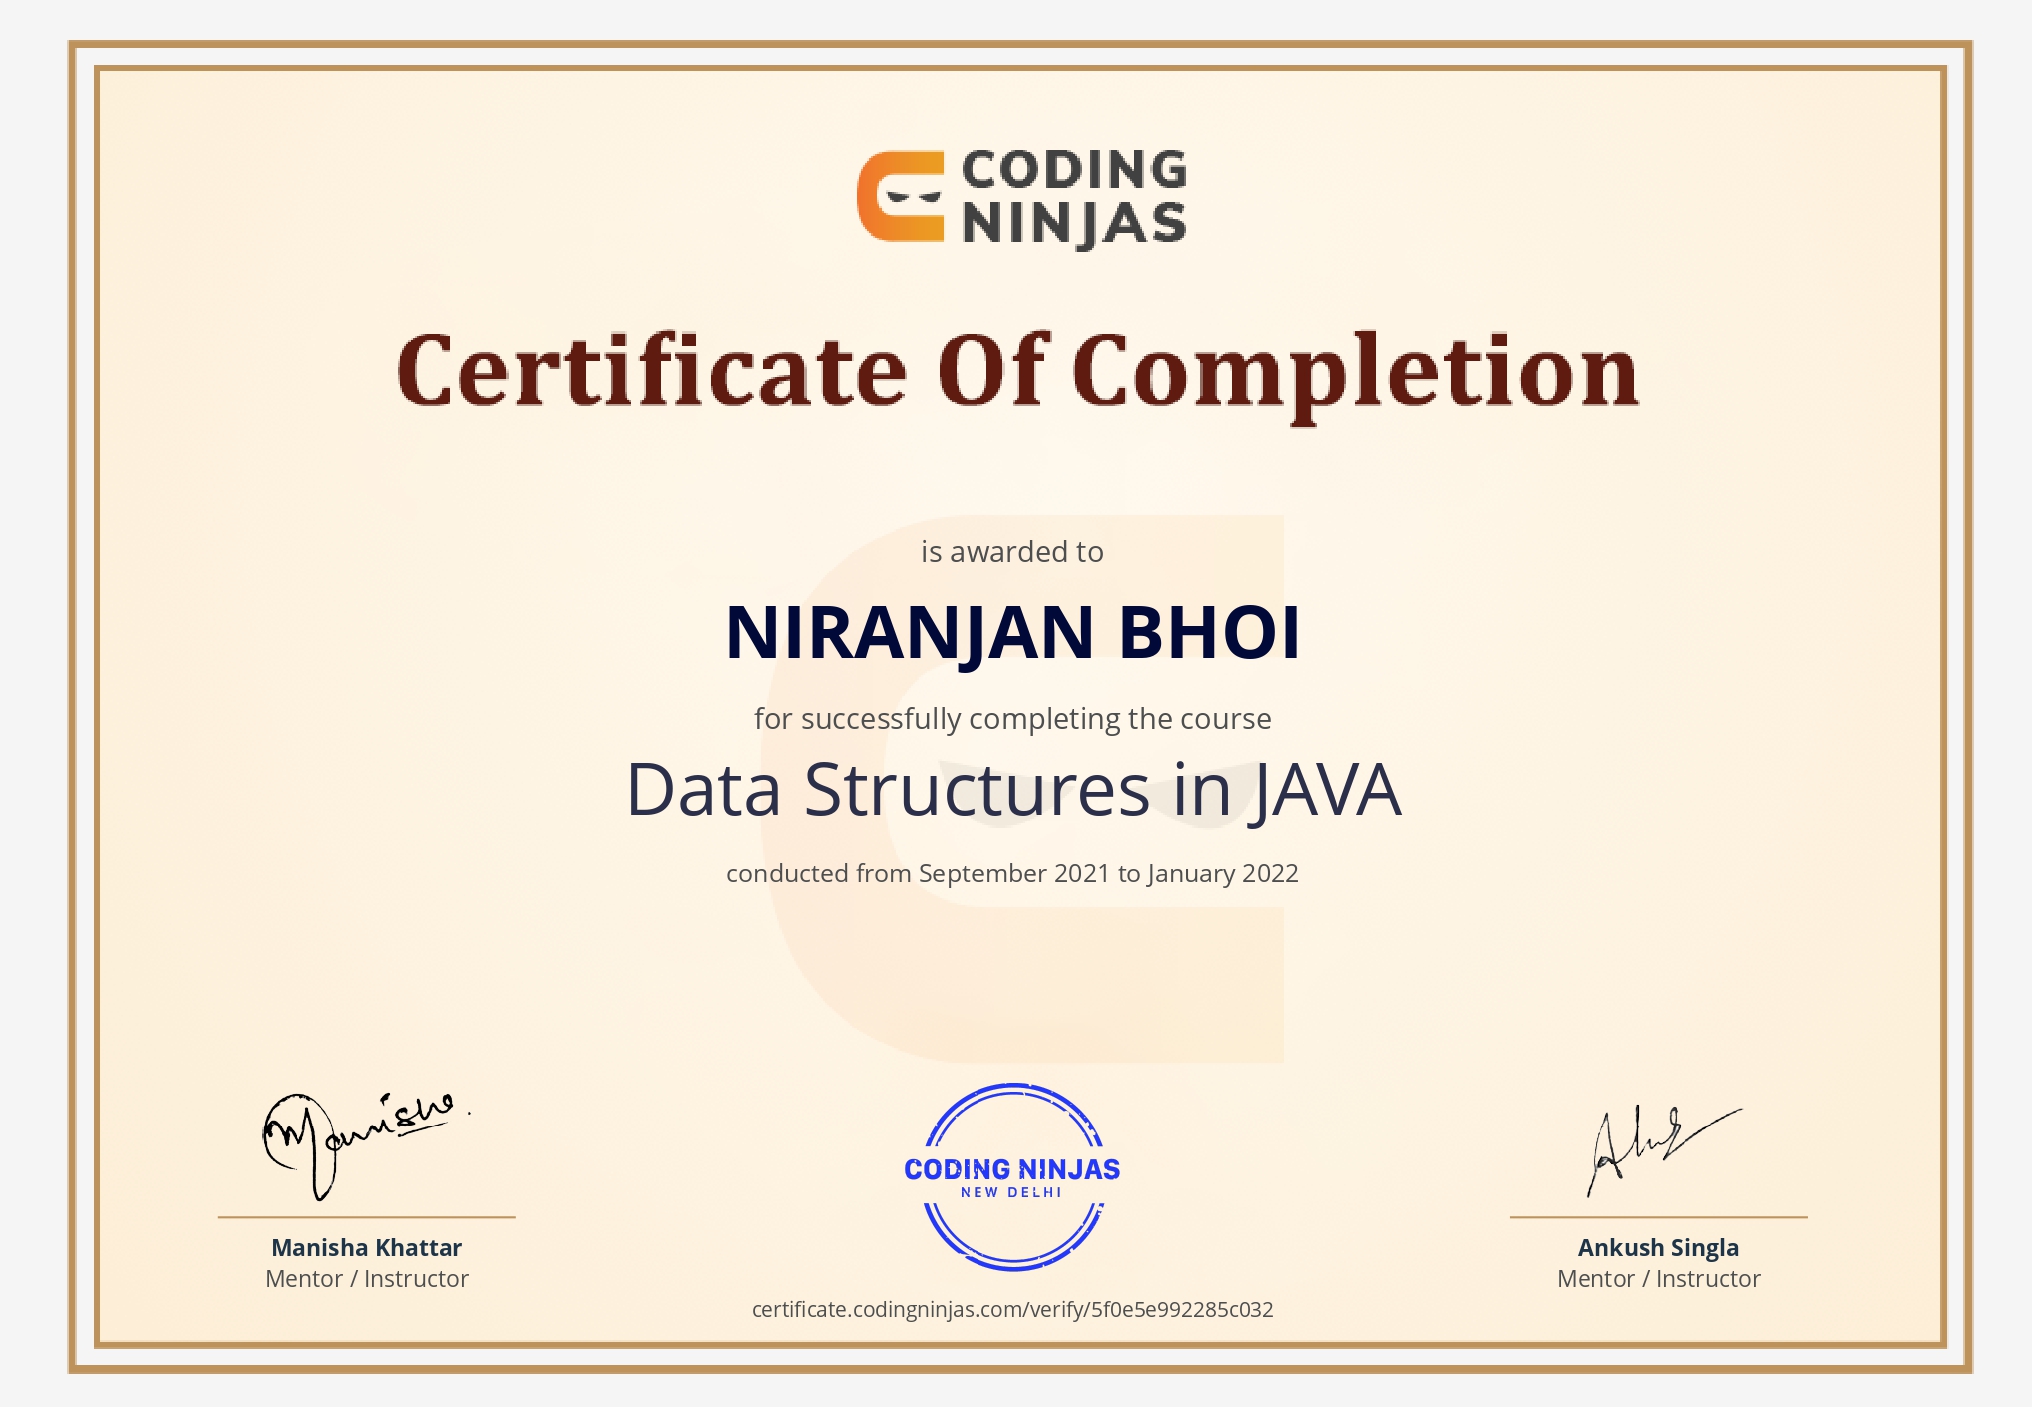 CODING
NINJAS
Certificate Of Completion
is awarded to
NIRANJAN BHOI
for successfully completing the course
Data Structures in JAVA
conducted from September 2021 to January 2022
Manisha.
CODING NINJAS
NEW DELHI
Manisha Khattar
Mentor / Instructor
Ankush Singla
Mentor / Instructor
certificate.codingninjas.com/verify/5f0e5e992285c032